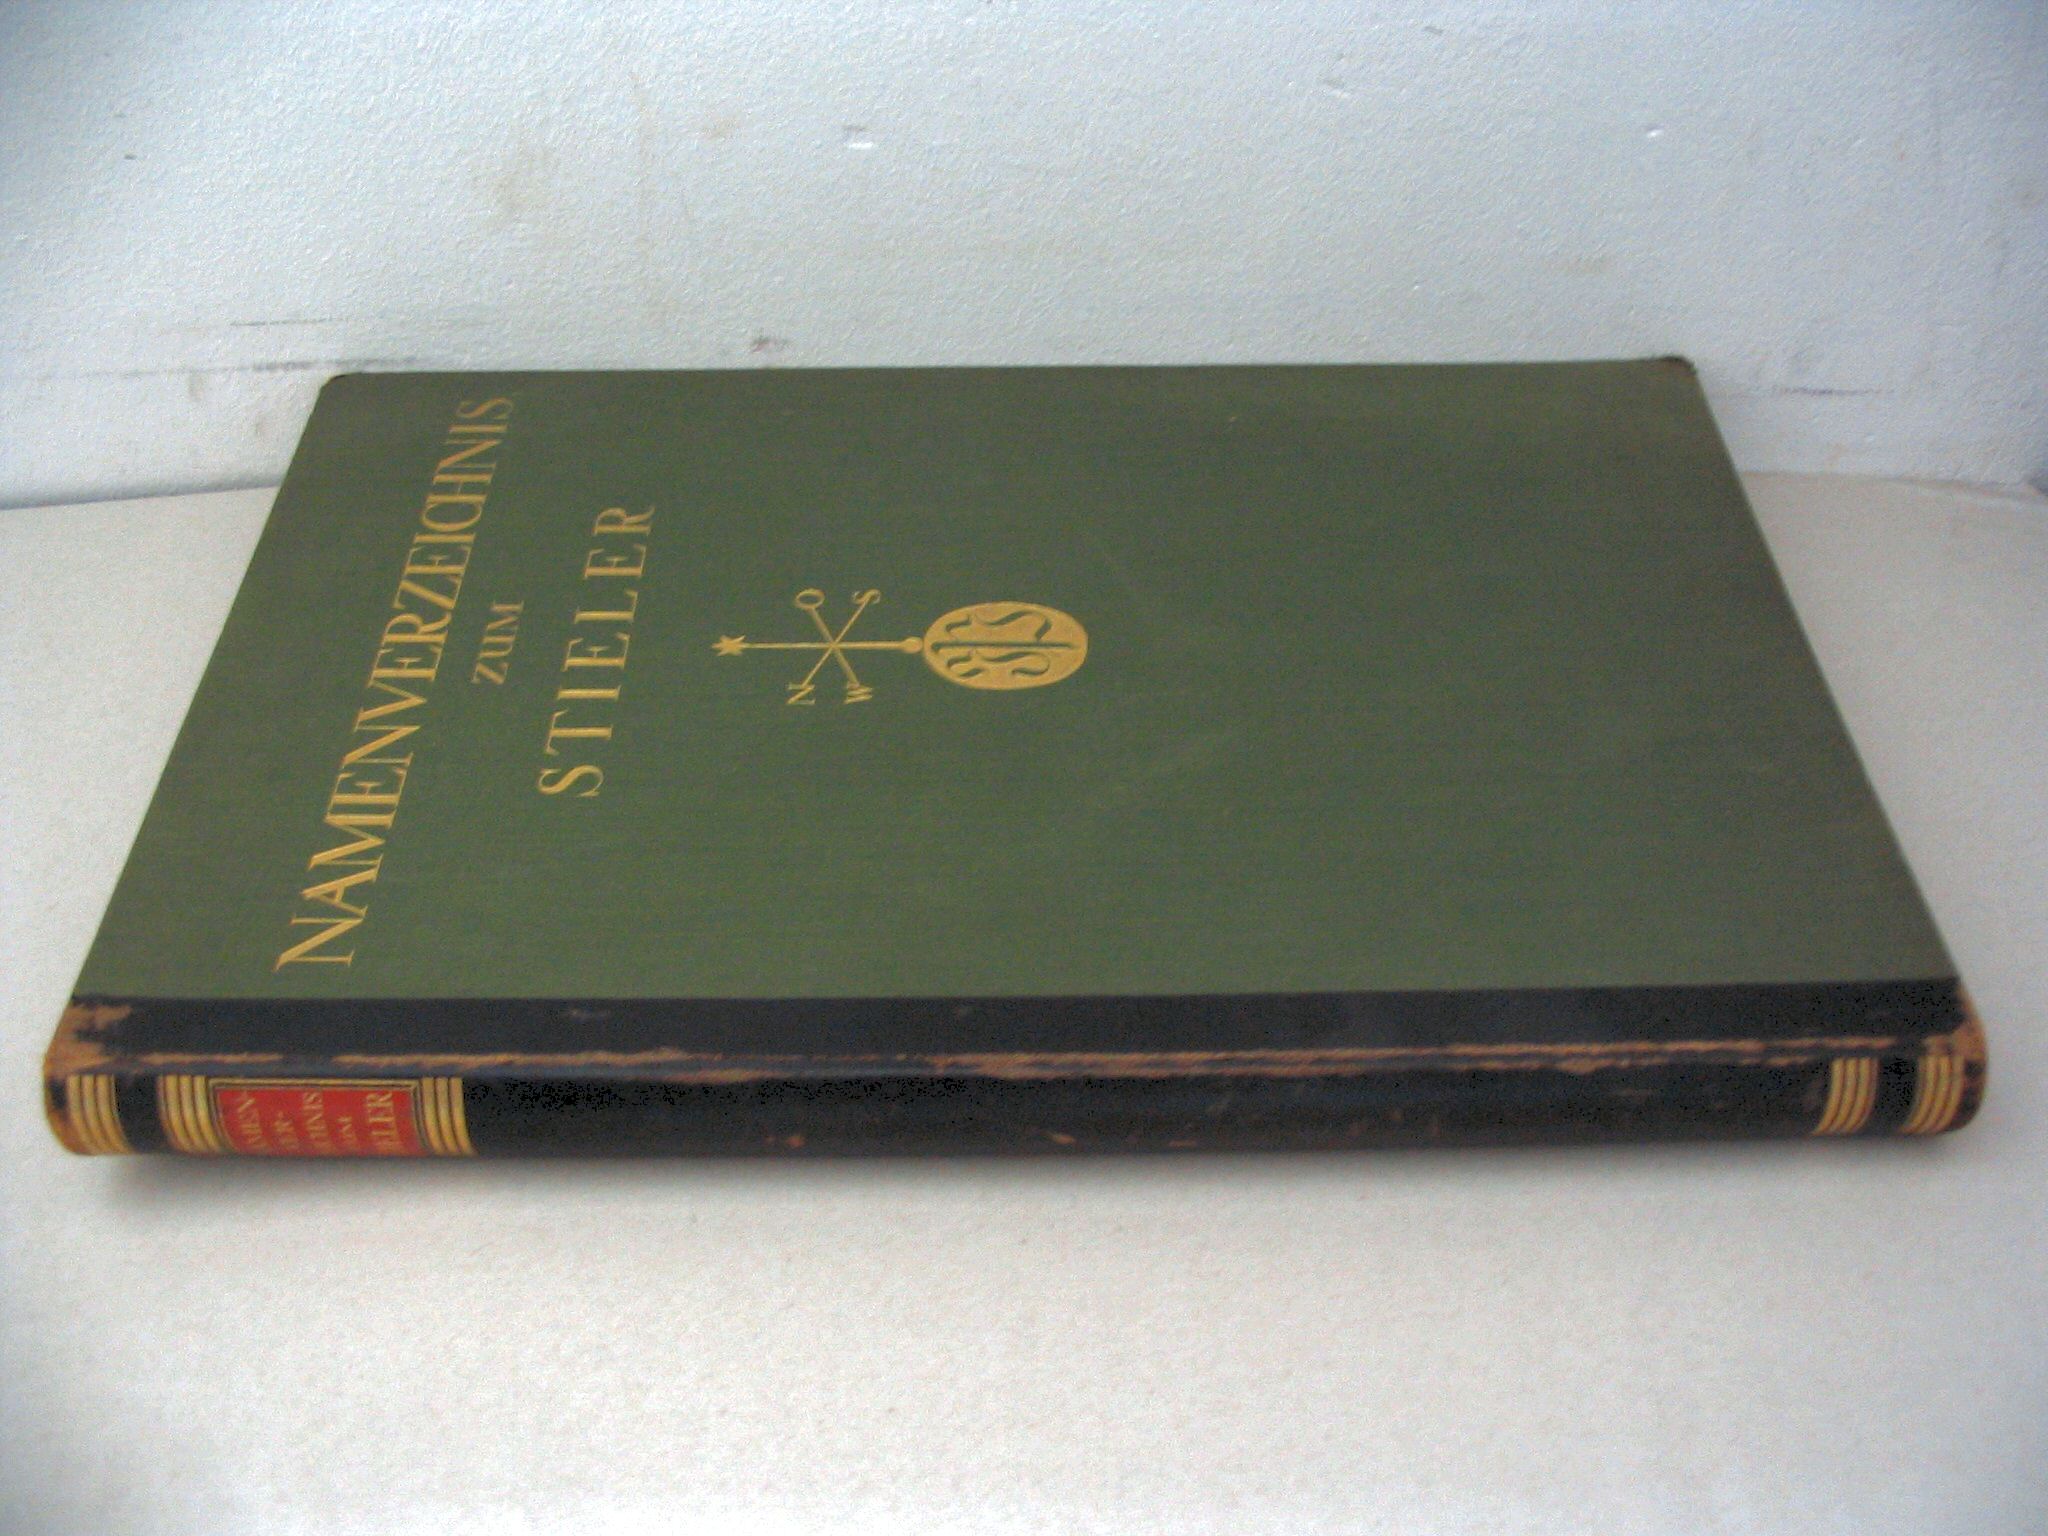 NAMENVERZEICHNIS
ZUM
STIELER
N O
W S